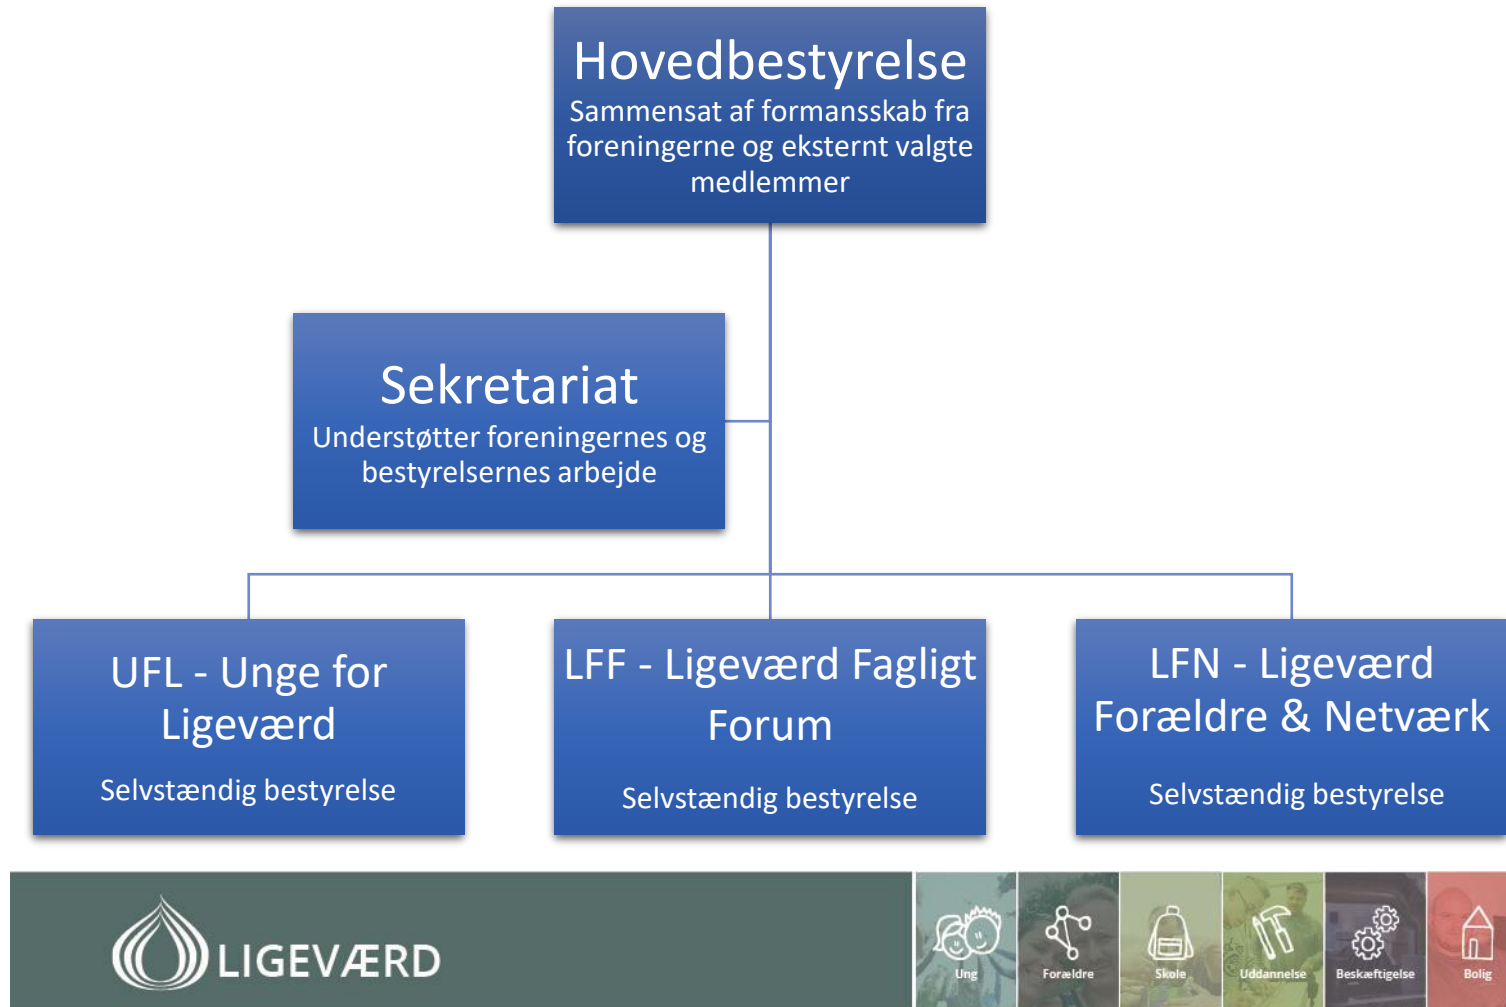 Hovedbestyrelse
Sammensat af formansskab fra
foreningerne og eksternt valgte
medlemmer
Sekretariat
Understøtter foreningernes og
bestyrelsernes arbejde
UFL - Unge for
Ligeværd
Selvstændig bestyrelse
LFF - Ligeværd Fagligt
Forum
Selvstændig bestyrelse
LFN - Ligeværd
Forældre & Netværk
Selvstændig bestyrelse
LIGEVÆRD
Ung
Forældre
Skole
Uddannelse
Beskæftigelse
Bolig